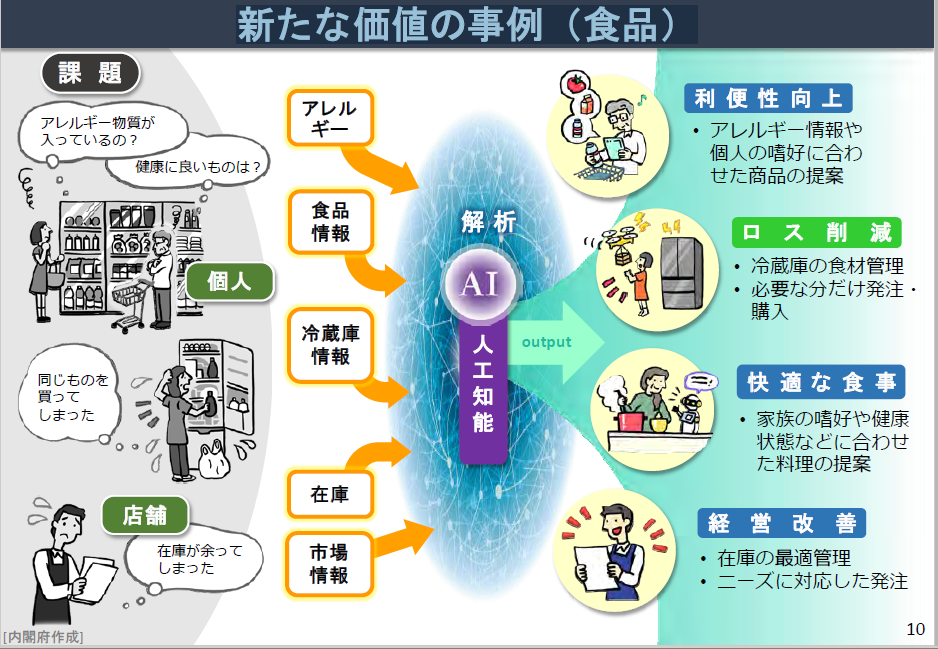 新たな価値の事例（食品）
課題
アレルギー物質が
入っているの？
健康に良いものは？
個人
同じものを
買って
しまった
店舗
在庫が余って
しまった
[内閣府作成]
アレル
ギー
食品
情報
冷蔵庫
情報
在庫
市場
情報
解析
AI
人工知能
output
利便性向上
• アレルギー情報や
個人の嗜好に合わ
せた商品の提案
ロス削減
• 冷蔵庫の食材管理
• 必要な分だけ発注・
購入
快適な食事
• 家族の嗜好や健康
状態などに合わせ
た料理の提案
経営改善
• 在庫の最適管理
• ニーズに対応した発注
10